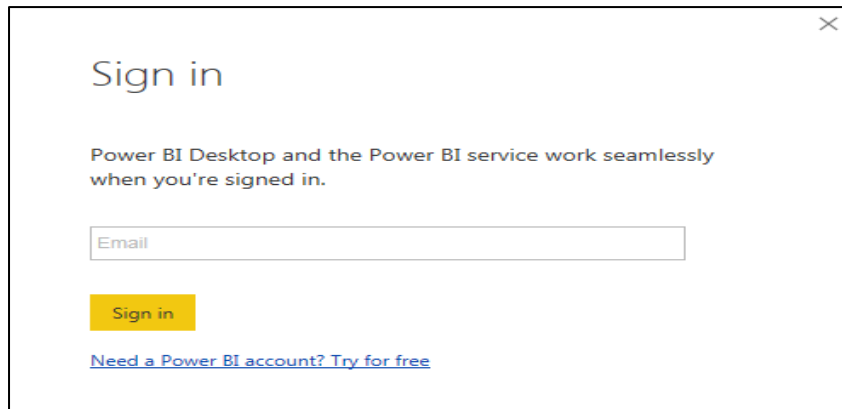 Sign in
Power BI Desktop and the Power BI service work seamlessly
when you're signed in.
Email
Sign in
Need a Power BI account? Try for free